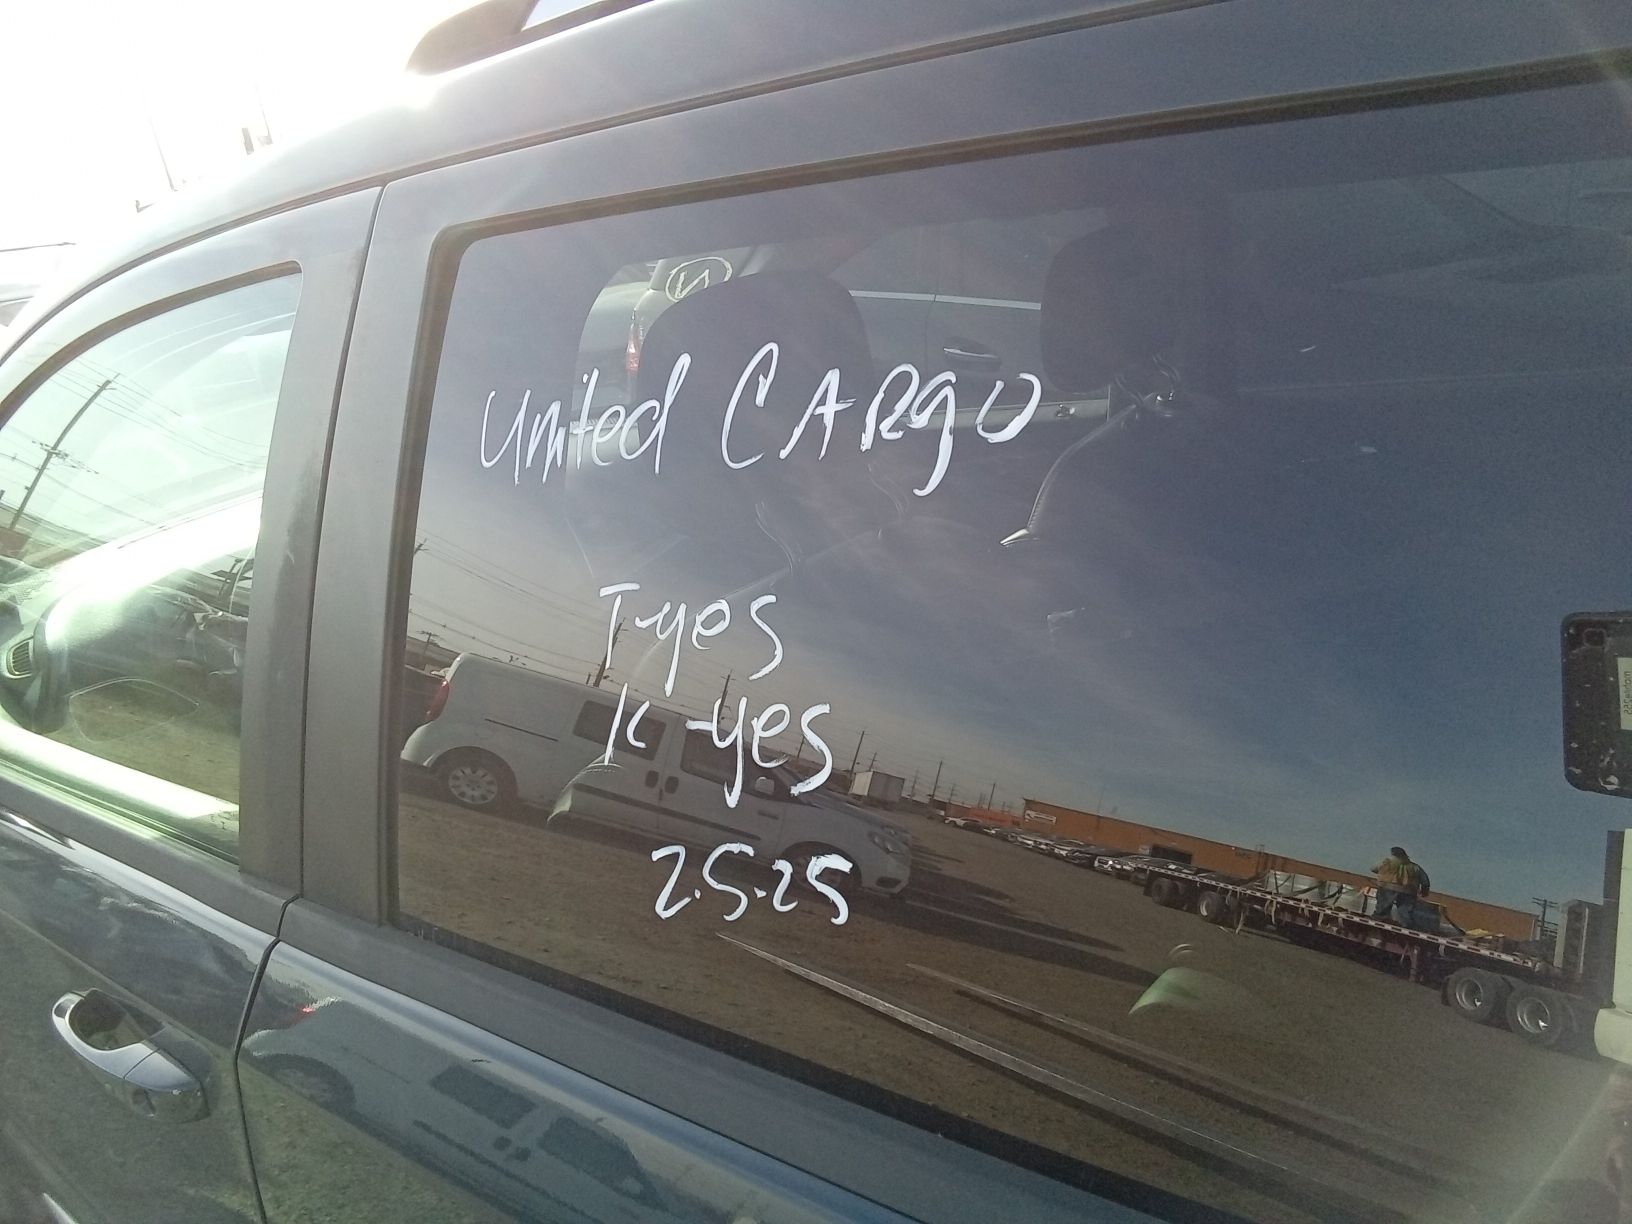 United CARgo
T-yes
K-yes
2.5.25
N